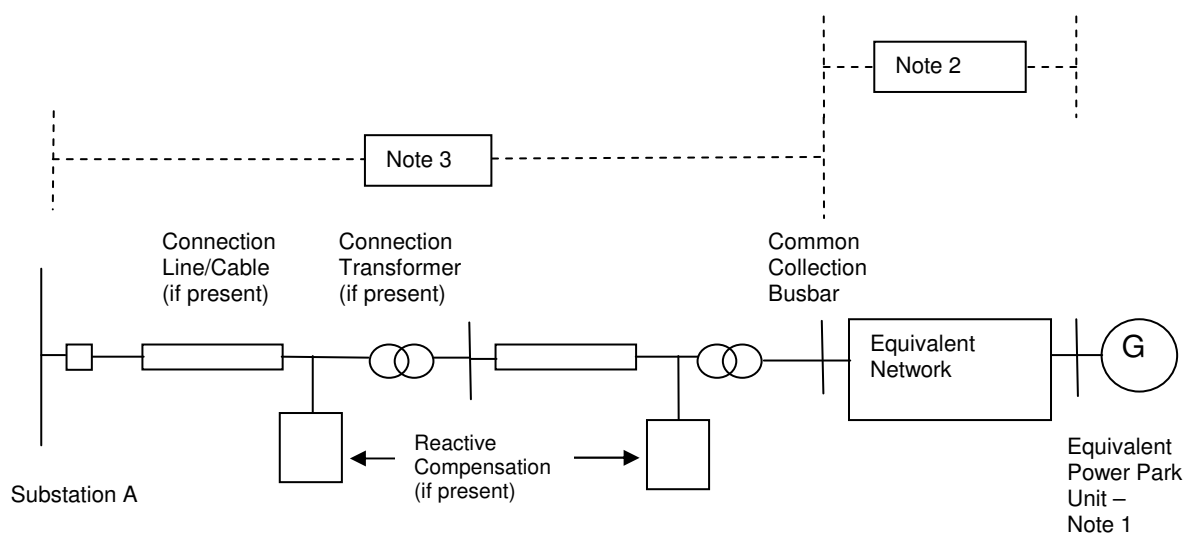 Note 2
Note 3
Connection
Line/Cable
(if present)
Connection
Transformer
(if present)
Common
Collection
Busbar
Equivalent
Network
G
Reactive
Compensation
(if present)
Substation A
Equivalent
Power Park
Unit –
Note 1